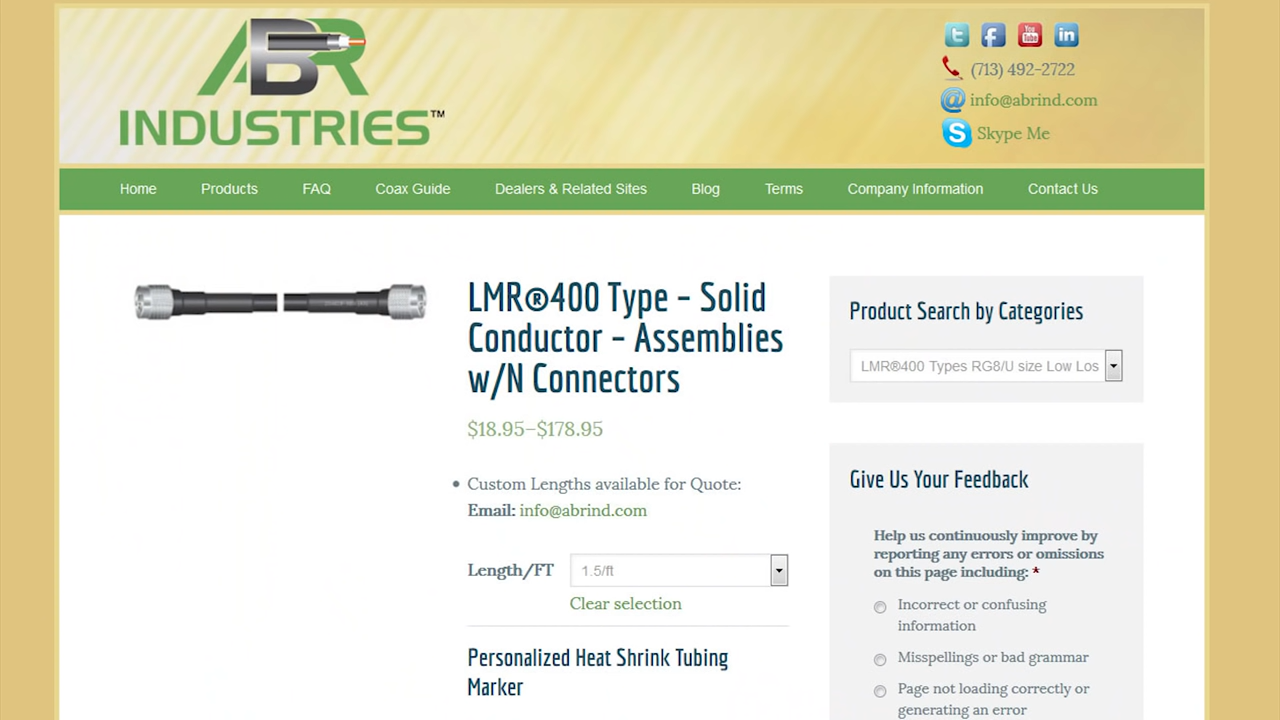 ABR
INDUSTRIES™
(713) 492-2722
info@abrind.com
Skype Me
Home Products FAQ Coax Guide Dealers & Related Sites Blog Terms Company Information Contact Us
LMR®400 Type – Solid
Conductor – Assemblies
w/N Connectors
$18.95–$178.95
• Custom Lengths available for Quote:
Email: info@abrind.com
Length/FT 1.5/ft
Clear selection
Personalized Heat Shrink Tubing
Marker
Product Search by Categories
LMR®400 Types RG8/U size Low Los
Give Us Your Feedback
Help us continuously improve by
reporting any errors or omissions
on this page including: *
Incorrect or confusing
information
Misspellings or bad grammar
Page not loading correctly or
generating an error